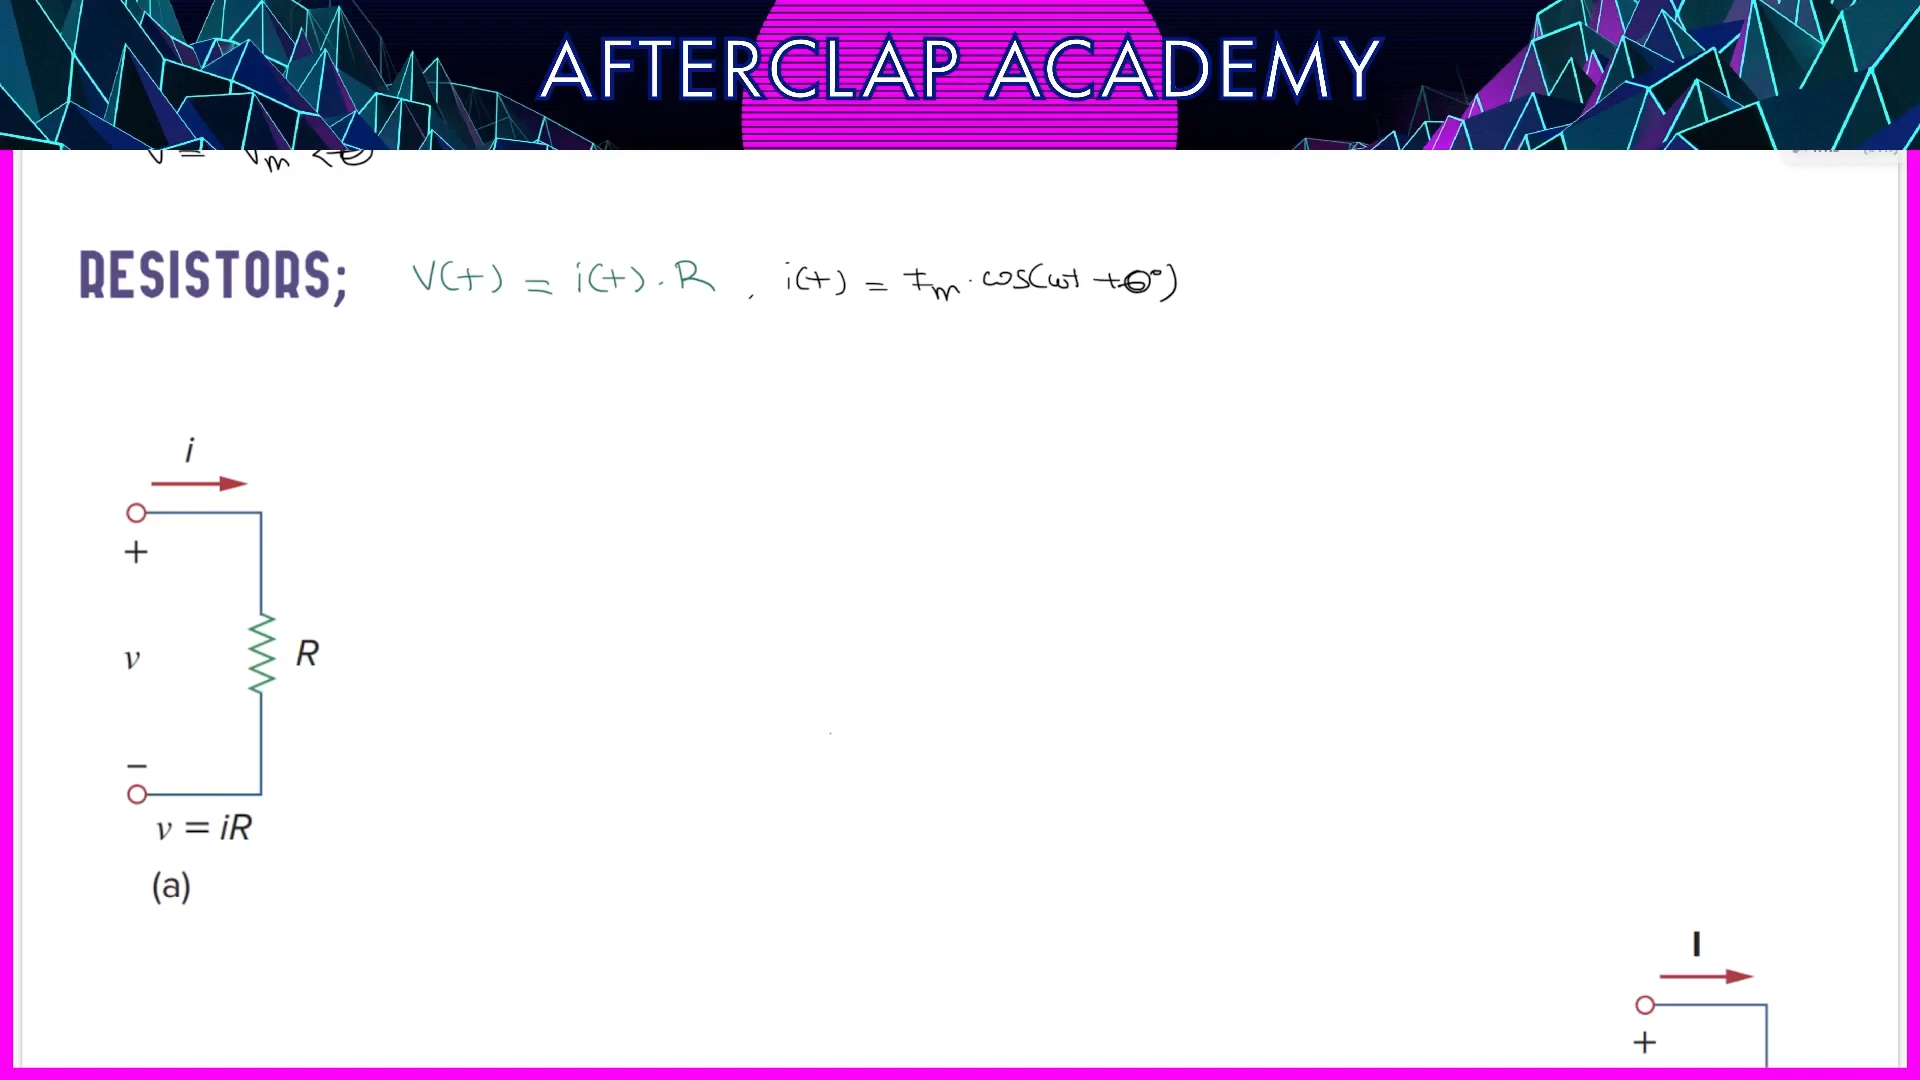 AFTERCLAP ACADEMY
RESISTORS; V(t) = i(t) . R , i(t) = Im . cos(ωt + θ°)
i
+
v R
−
v = iR
(a)
I
+